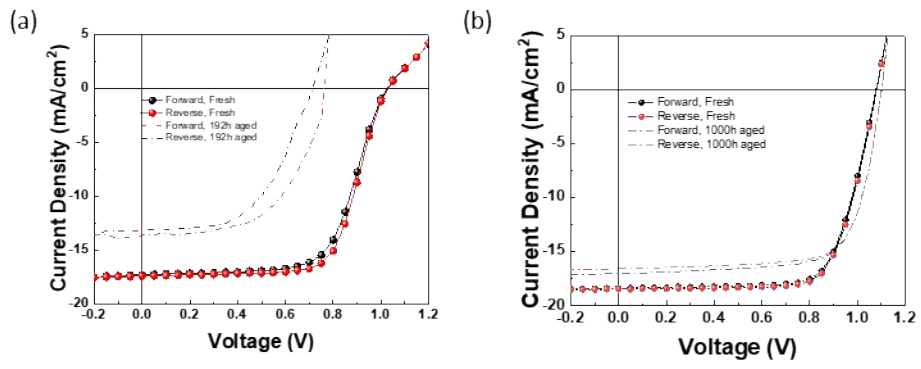 (a)
Current Density (mA/cm²)
5
0
-5
-10
-15
-20
Forward, Fresh
Reverse, Fresh
Forward, 192h aged
Reverse, 192h aged
-0.2 0.0 0.2 0.4 0.6 0.8 1.0 1.2
Voltage (V)
(b)
Current Density (mA/cm²)
5
0
-5
-10
-15
-20
Forward, Fresh
Reverse, Fresh
Forward, 1000h aged
Reverse, 1000h aged
-0.2 0.0 0.2 0.4 0.6 0.8 1.0 1.2
Voltage (V)